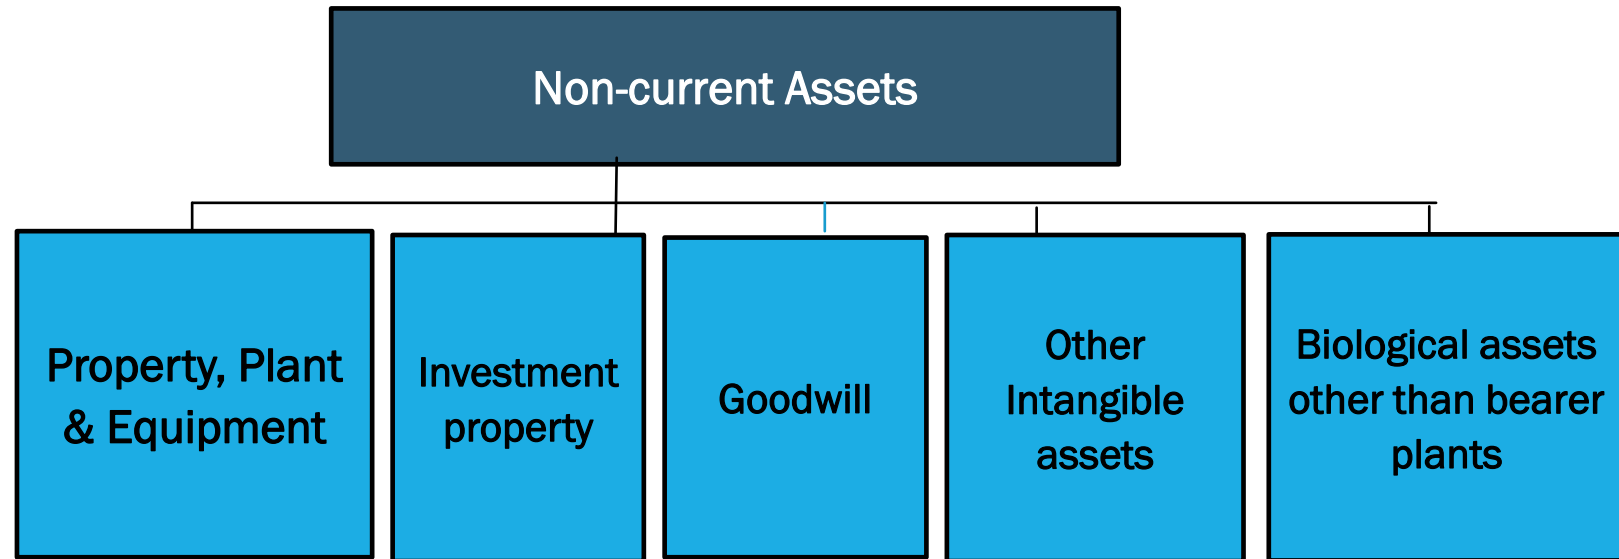 Non-current Assets
Property, Plant
& Equipment
Investment
property
Goodwill
Other
Intangible
assets
Biological assets
other than bearer
plants